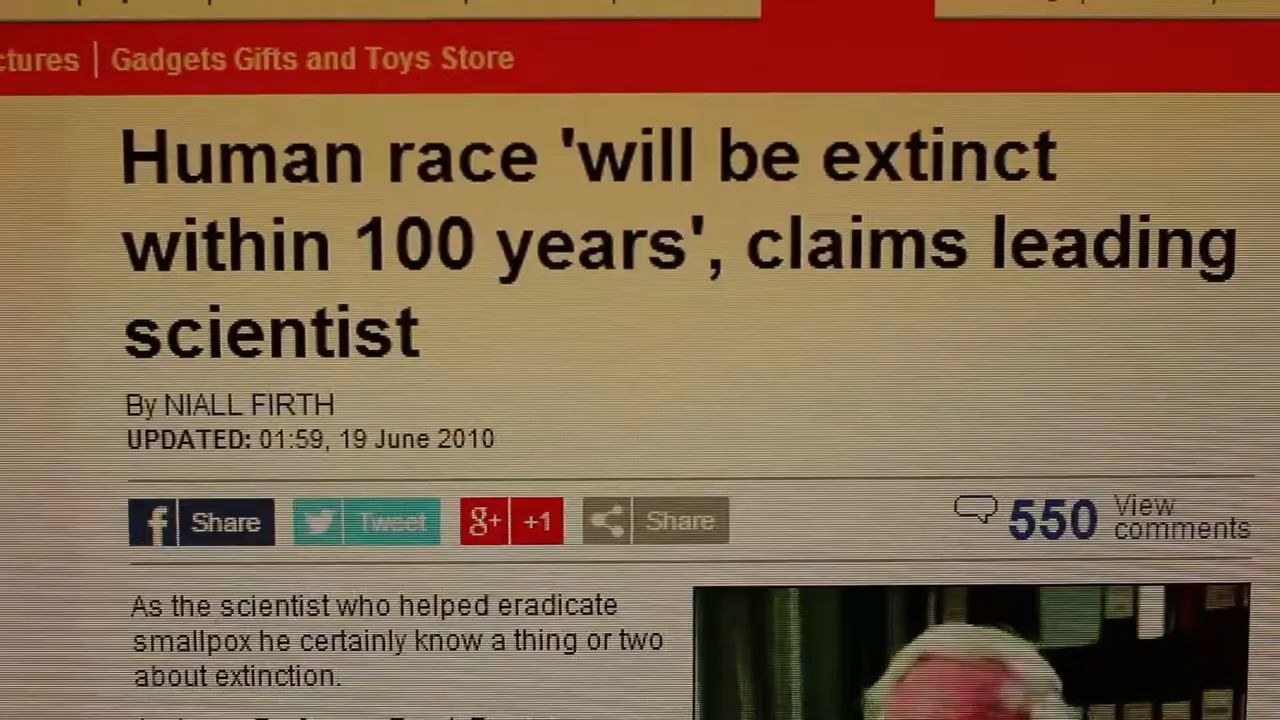 ctures | Gadgets Gifts and Toys Store
Human race 'will be extinct
within 100 years', claims leading
scientist
By NIALL FIRTH
UPDATED: 01:59, 19 June 2010
f Share
Tweet
g+ +1
Share
550 View comments
As the scientist who helped eradicate
smallpox he certainly know a thing or two
about extinction.